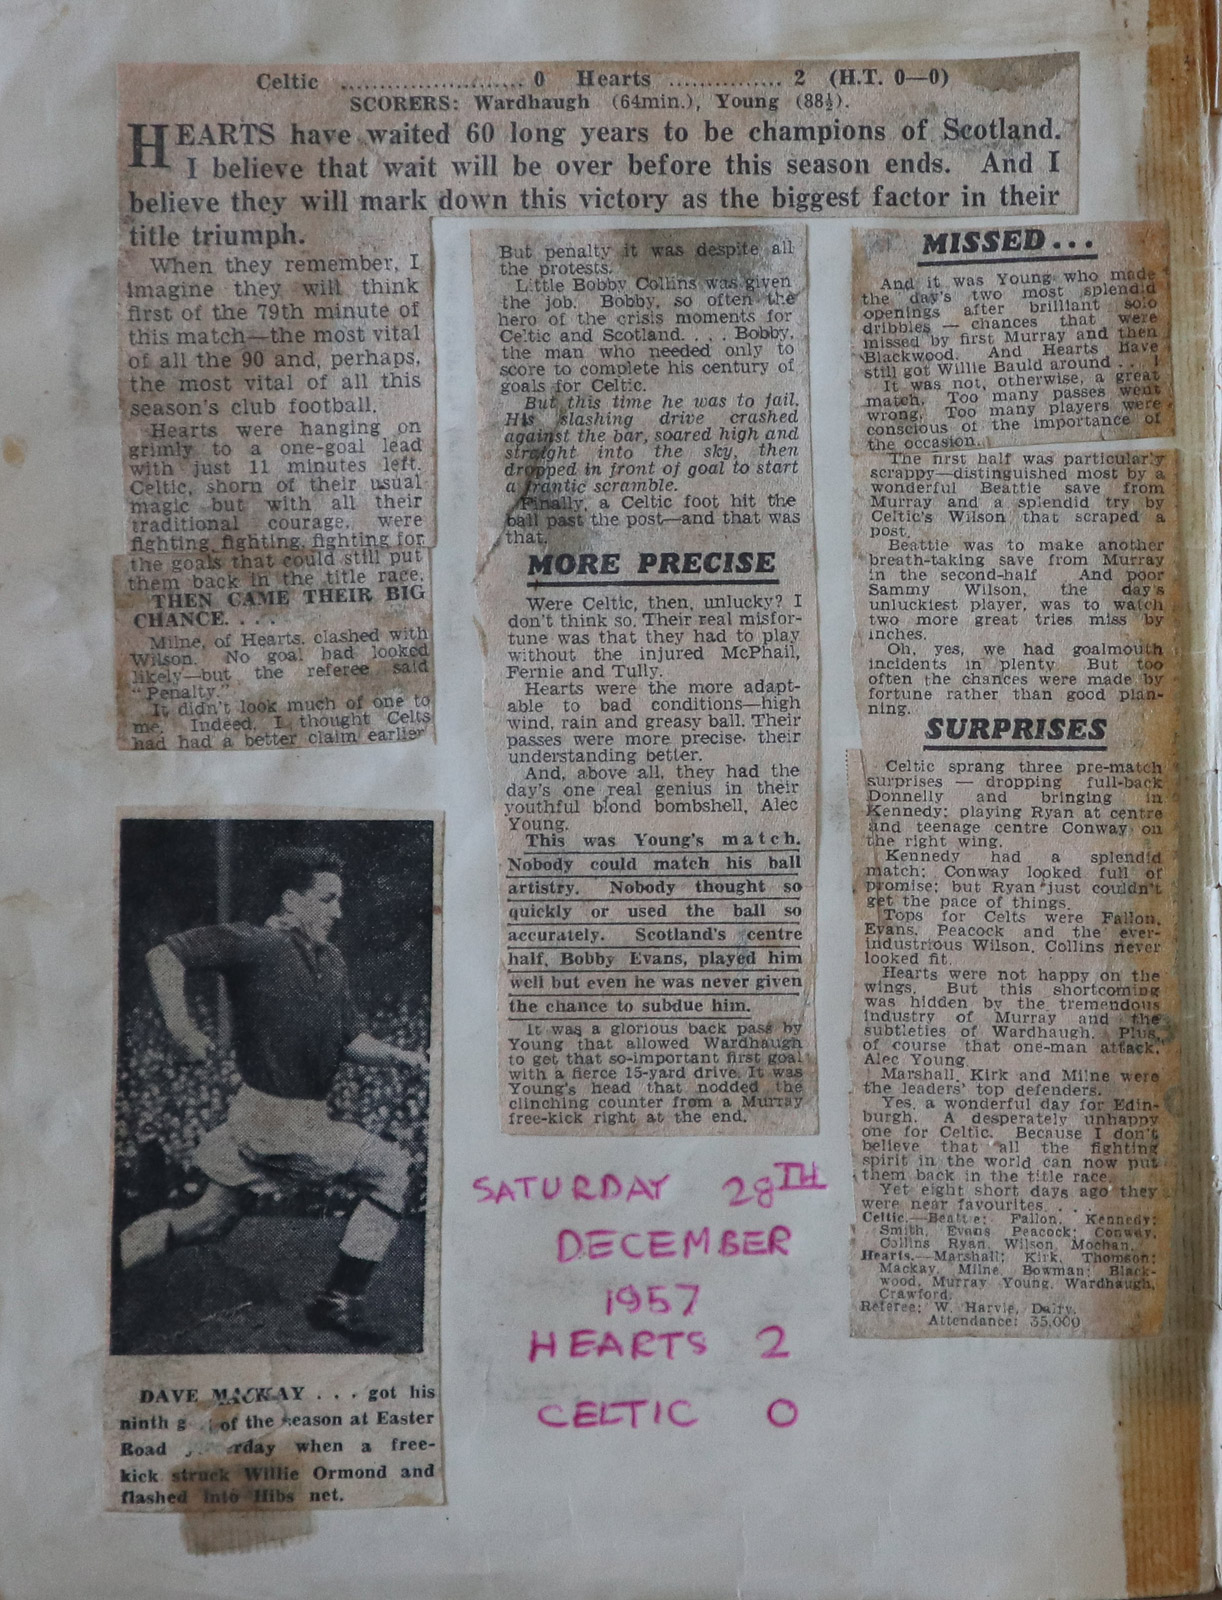 Celtic ........................ 0 Hearts ............... 2 (H.T. 0—0)
SCORERS: Wardhaugh (64min.), Young (88½).
HEARTS have waited 60 long years to be champions of Scotland.
I believe that wait will be over before this season ends. And I
believe they will mark down this victory as the biggest factor in their
title triumph.
When they remember, I
imagine they will think
first of the 79th minute of
this match—the most vital
of all the 90 and, perhaps,
the most vital of all this
season's club football.
Hearts were hanging on
grimly to a one-goal lead
with just 11 minutes left.
Celtic, shorn of their usual
magic but with all their
traditional courage, were
fighting, fighting, fighting for
the goals that could still put
them back in the title race.
THEN CAME THEIR BIG
CHANCE. . . .
Milne, of Hearts, clashed with
Wilson. No goal had looked
likely—but the referee said
"Penalty."
It didn't look much of one to
me. Indeed, I thought Celts
had had a better claim earlier
But penalty it was despite all
the protests.
Little Bobby Collins was given
the job. Bobby, so often the
hero of the crisis moments for
Celtic and Scotland. . . . Bobby,
the man who needed only to
score to complete his century of
goals for Celtic.
But this time he was to fail.
His slashing drive crashed
against the bar, soared high and
straight into the sky, then
dropped in front of goal to start
a frantic scramble.
Finally, a Celtic foot hit the
ball past the post—and that was
that.
MORE PRECISE
Were Celtic, then, unlucky? I
don't think so. Their real misfor-
tune was that they had to play
without the injured McPhail,
Fernie and Tully.
Hearts were the more adapt-
able to bad conditions—high
wind, rain and greasy ball. Their
passes were more precise, their
understanding better.
And, above all, they had the
day's one real genius in their
youthful blond bombshell, Alec
Young.
This was Young's match.
Nobody could match his ball
artistry. Nobody thought so
quickly or used the ball so
accurately. Scotland's centre
half, Bobby Evans, played him
well but even he was never given
the chance to subdue him.
It was a glorious back pass by
Young that allowed Wardhaugh
to get that so-important first goal
with a fierce 15-yard drive. It was
Young's head that nodded the
clinching counter from a Murray
free-kick right at the end.
MISSED...
And it was Young who made
the day's two most splendid
openings after brilliant solo
dribbles — chances that were
missed by first Murray and then
Blackwood. And Hearts have
still got Willie Bauld around . . . !
It was not, otherwise, a great
match. Too many passes went
wrong. Too many players were
conscious of the importance of
the occasion.
The first half was particularly
scrappy—distinguished most by a
wonderful Beattie save from
Murray and a splendid try by
Celtic's Wilson that scraped a
post.
Beattie was to make another
breath-taking save from Murray
in the second-half And poor
Sammy Wilson, the day's
unluckiest player, was to watch
two more great tries miss by
inches.
Oh, yes, we had goalmouth
incidents in plenty. But too
often the chances were made by
fortune rather than good plan-
ning.
SURPRISES
Celtic sprang three pre-match
surprises — dropping full-back
Donnelly and bringing in
Kennedy; playing Ryan at centre
and teenage centre Conway on
the right wing.
Kennedy had a splendid
match; Conway looked full of
promise; but Ryan just couldn't
get the pace of things.
Tops for Celts were Fallon,
Evans, Peacock and the ever-
industrious Wilson. Collins never
looked fit.
Hearts were not happy on the
wings. But this shortcoming
was hidden by the tremendous
industry of Murray and the
subtleties of Wardhaugh. Plus,
of course that one-man attack,
Alec Young.
Marshall, Kirk and Milne were
the leaders' top defenders.
Yes, a wonderful day for Edin-
burgh. A desperately unhappy
one for Celtic. Because I don't
believe that all the fighting
spirit in the world can now put
them back in the title race.
Yet eight short days ago they
were near favourites. . . .
Celtic.—Beattie; Fallon, Kennedy;
Smith, Evans Peacock; Conway,
Collins Ryan, Wilson, Mochan.
Hearts.—Marshall; Kirk, Thomson;
Mackay, Milne, Bowman; Black-
wood, Murray Young, Wardhaugh,
Crawford.
Referee: W. Harvie, Dalry.
Attendance: 35,000
DAVE MACKAY . . . got his
ninth of the season at Easter
Road when a free-
kick struck Willie Ormond and
flashed into Hibs net.
SATURDAY 28TH
DECEMBER
1957
HEARTS 2
CELTIC 0